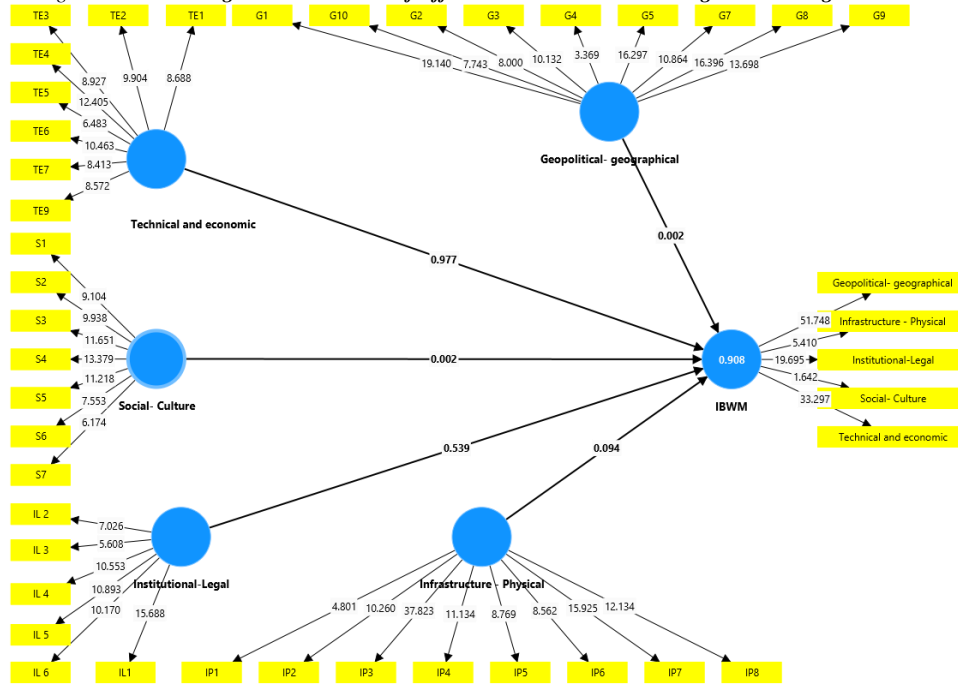 TE3 TE2 TE1 G1 G10 G2 G3 G4 G5 G7 G8 G9
TE4
TE5
TE6
TE7
TE9
8.927
9.904
8.688
12.405
6.483
10.463
8.413
8.572
19.140
7.743
8.000
10.132
3.369
16.297
10.864
16.396
13.698
Geopolitical- geographical
Technical and economic
0.002
0.977
S1
S2
S3
S4
S5
S6
S7
9.104
9.938
11.651
13.379
11.218
7.553
6.174
Social- Culture
0.002
0.908
IBWM
51.748
5.410
19.695
1.642
33.297
Geopolitical- geographical
Infrastructure - Physical
Institutional-Legal
Social- Culture
Technical and economic
0.539
0.094
IL 2
IL 3
IL 4
IL 5
IL 6
IL1
7.026
5.608
10.553
10.893
10.170
15.688
Institutional-Legal
Infrastructure - Physical
4.801
10.260
37.823
11.134
8.769
8.562
15.925
12.134
IP1 IP2 IP3 IP4 IP5 IP6 IP7 IP8